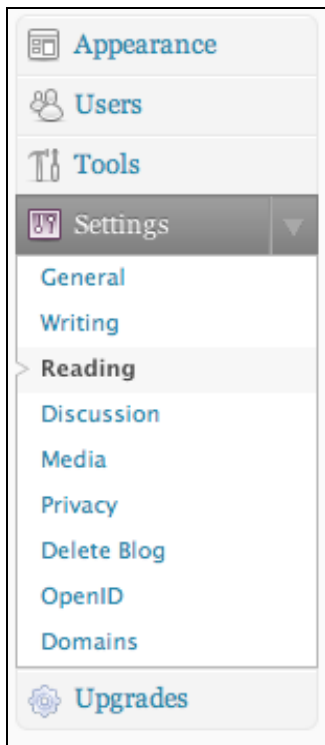 Appearance
Users
Tools
Settings
General
Writing
Reading
Discussion
Media
Privacy
Delete Blog
OpenID
Domains
Upgrades